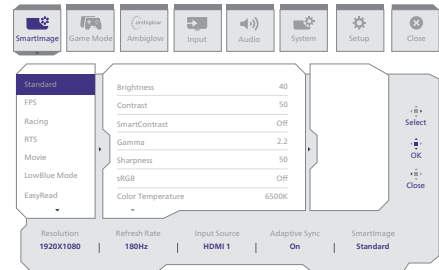 ambiglow
SmartImage Game Mode Ambiglow Input Audio System Setup Close
Standard
FPS
Racing
RTS
Movie
LowBlue Mode
EasyRead
Brightness 40
Contrast 50
SmartContrast Off
Gamma 2.2
Sharpness 50
sRGB Off
Color Temperature 6500K
Select
OK
Close
Resolution Refresh Rate Input Source Adaptive Sync SmartImage
1920X1080 | 180Hz | HDMI 1 | On | Standard